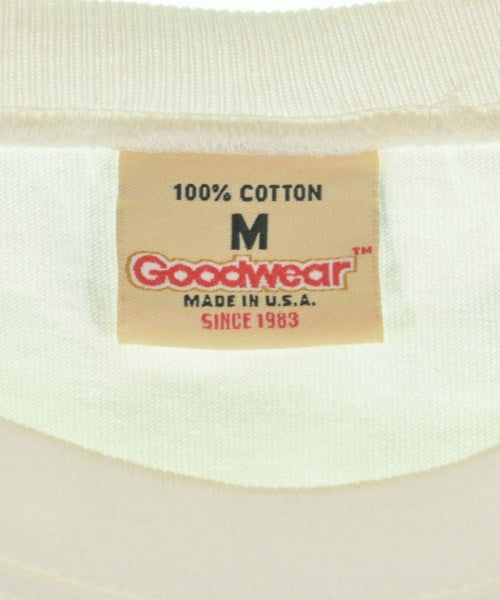 100% COTTON
M
Goodwear™
MADE IN U.S.A.
SINCE 1983